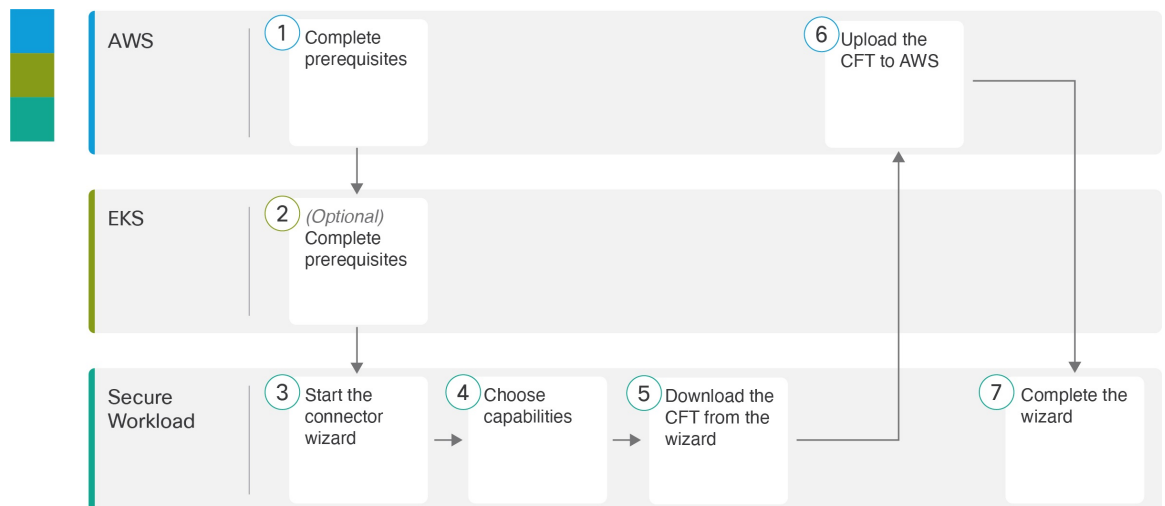 AWS
1
Complete
prerequisites
6
Upload the
CFT to AWS
EKS
2
(Optional)
Complete
prerequisites
Secure
Workload
3
Start the
connector
wizard
4
Choose
capabilities
5
Download the
CFT from the
wizard
7
Complete the
wizard